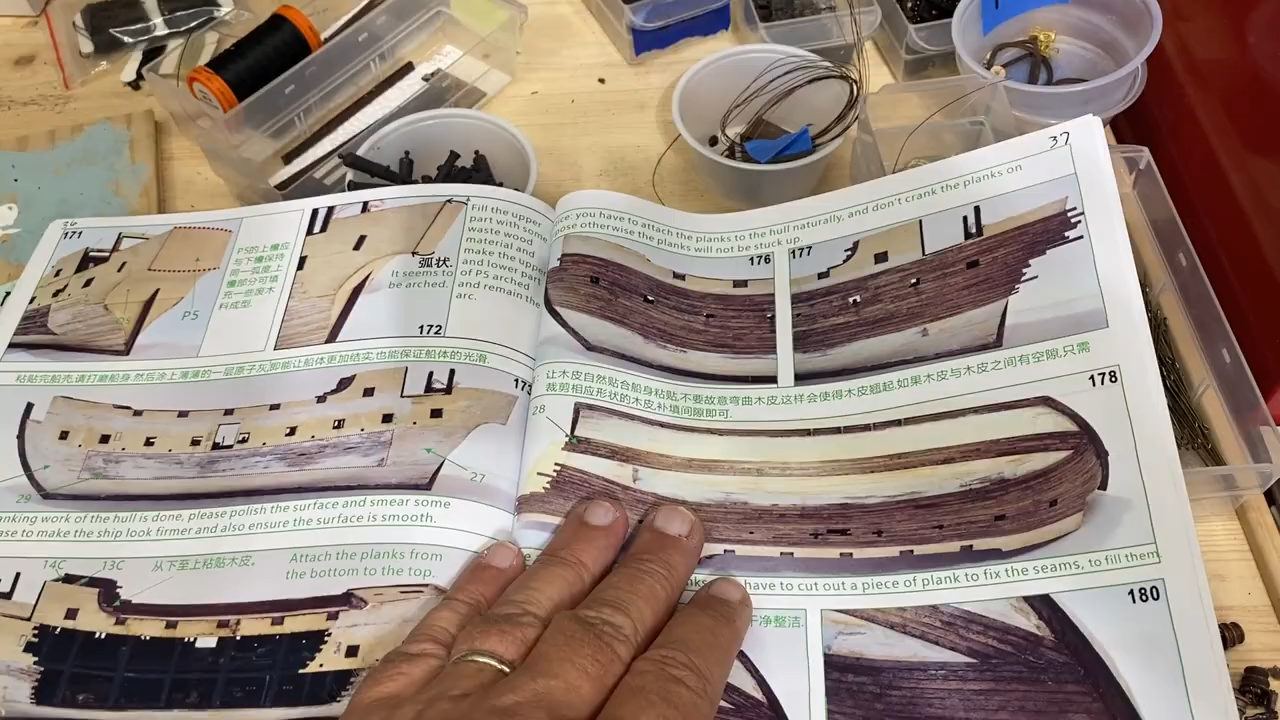 36
171
P5的上檐应
与下檐保持
同一弧度,上
檐部分可填
充一些废木
料成型.
P5
P5
弧状.
It seems to
be arched.
172
Fill the upper
part with some
waste wood
material and
make the upper
and lower part
of P5 arched
and remain the
arc.
粘贴完船壳,请打磨船身,然后涂上薄薄的一层原子灰,即能让船体更加结实,也能保证船体的光滑.
173
29
27
anking work of the hull is done, please polish the surface and smear some
ase to make the ship look firmer and also ensure the surface is smooth.
14C
13C
从下至上粘贴木皮。
Attach the planks from
the bottom to the top.
37
ice: you have to attach the planks to the hull naturally, and don't crank the planks on
pose otherwise the planks will not be stuck up.
176
177
让木皮自然贴合船身粘贴,不要故意弯曲木皮,这样会使得木皮翘起.如果木皮与木皮之间有空隙,只需
裁剪相应形状的木皮,补填间隙即可.
178
28
nks have to cut out a piece of plank to fix the seams, to fill them
干净整洁.
180